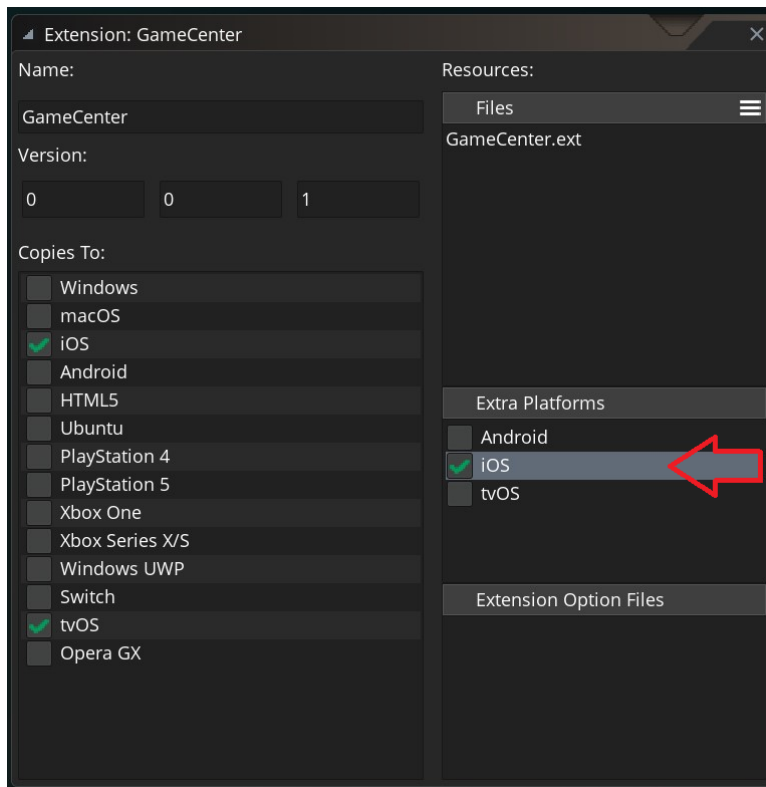 Extension: GameCenter
Name:
GameCenter
Version:
0 0 1
Copies To:
Windows
macOS
iOS
Android
HTML5
Ubuntu
PlayStation 4
PlayStation 5
Xbox One
Xbox Series X/S
Windows UWP
Switch
tvOS
Opera GX
Resources:
Files
GameCenter.ext
Extra Platforms
Android
iOS
tvOS
Extension Option Files